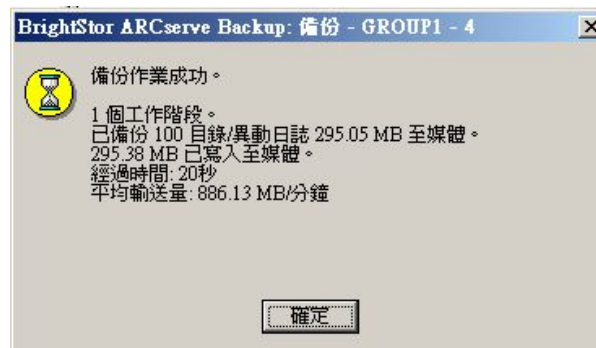 BrightStor ARCserve Backup: 備份 - GROUP1 - 4
備份作業成功。
1 個工作階段。
已備份 100 目錄/異動日誌 295.05 MB 至媒體。
295.38 MB 已寫入至媒體。
經過時間: 20秒
平均輸送量: 886.13 MB/分鐘
確定